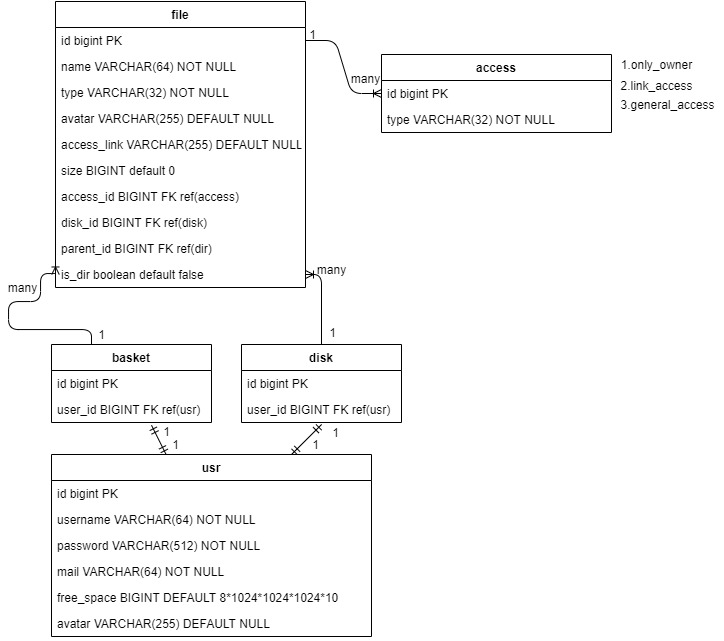 file
id bigint PK
name VARCHAR(64) NOT NULL
type VARCHAR(32) NOT NULL
avatar VARCHAR(255) DEFAULT NULL
access_link VARCHAR(255) DEFAULT NULL
size BIGINT default 0
access_id BIGINT FK ref(access)
disk_id BIGINT FK ref(disk)
parent_id BIGINT FK ref(dir)
is_dir boolean default false
1
many
access
id bigint PK
type VARCHAR(32) NOT NULL
1.only_owner
2.link_access
3.general_access
many
1
many
1
basket
id bigint PK
user_id BIGINT FK ref(usr)
disk
id bigint PK
user_id BIGINT FK ref(usr)
1
1
1
1
usr
id bigint PK
username VARCHAR(64) NOT NULL
password VARCHAR(512) NOT NULL
mail VARCHAR(64) NOT NULL
free_space BIGINT DEFAULT 8*1024*1024*1024*10
avatar VARCHAR(255) DEFAULT NULL